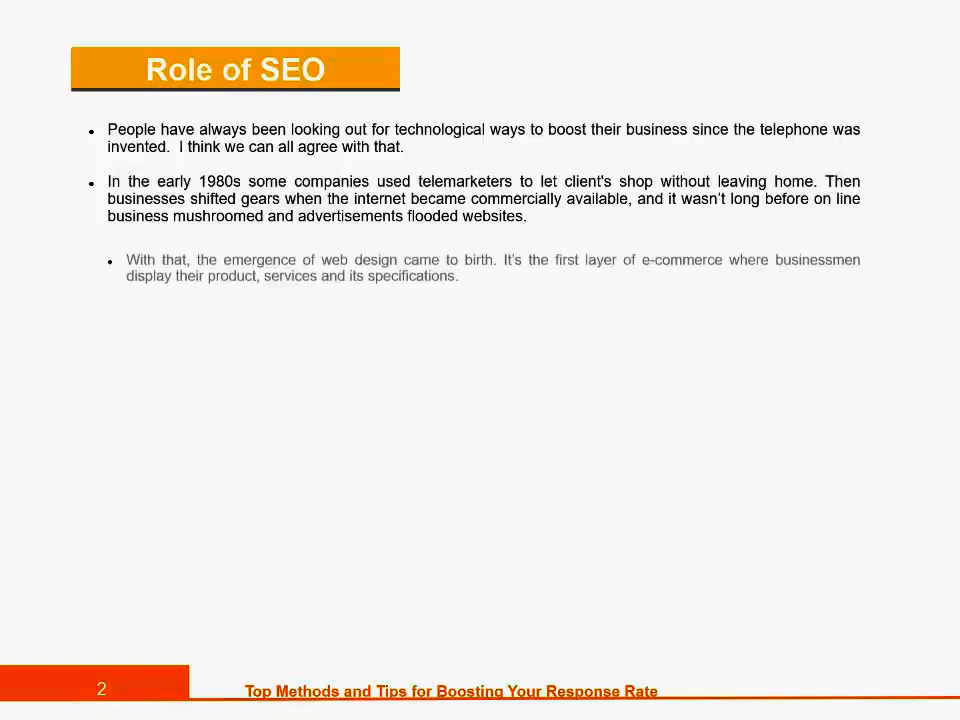 Role of SEO
• People have always been looking out for technological ways to boost their business since the telephone was
invented.  I think we can all agree with that.
• In the early 1980s some companies used telemarketers to let client's shop without leaving home. Then
businesses shifted gears when the internet became commercially available, and it wasn’t long before on line
business mushroomed and advertisements flooded websites.
• With that, the emergence of web design came to birth. It’s the first layer of e-commerce where businessmen
display their product, services and its specifications.
2
Top Methods and Tips for Boosting Your Response Rate